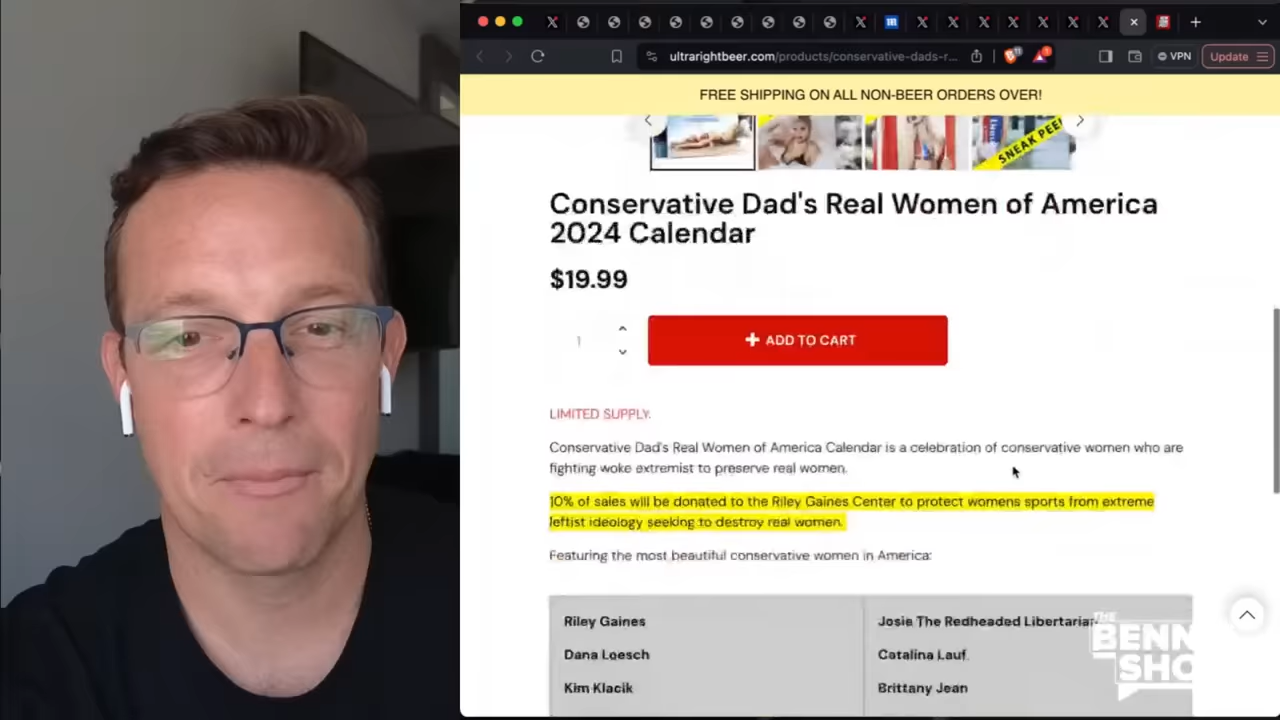 ultrarightbeer.com/products/conservative-dads-r...
VPN
Update
FREE SHIPPING ON ALL NON-BEER ORDERS OVER!
SNEAK PEE
Conservative Dad's Real Women of America
2024 Calendar
$19.99
1
ADD TO CART
LIMITED SUPPLY.
Conservative Dad's Real Women of America Calendar is a celebration of conservative women who are
fighting woke extremist to preserve real women.
10% of sales will be donated to the Riley Gaines Center to protect womens sports from extreme
leftist ideology seeking to destroy real women.
Featuring the most beautiful conservative women in America:
Riley Gaines
Josie The Redheaded Libertarian
Dana Loesch
Catalina Lauf
Kim Klacik
Brittany Jean
THE
BENN
SHO